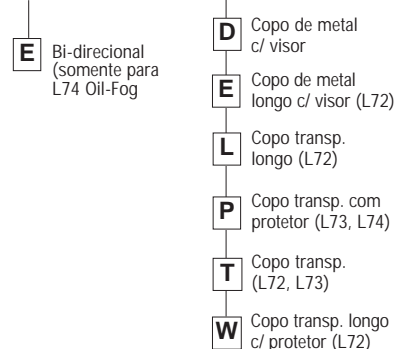 E
Bi-direcional
(somente para
L74 Oil-Fog
D
Copo de metal
c/ visor
E
Copo de metal
longo c/ visor (L72)
L
Copo transp.
longo (L72)
P
Copo transp. com
protetor (L73, L74)
T
Copo transp.
(L72, L73)
W
Copo transp. longo
c/ protetor (L72)